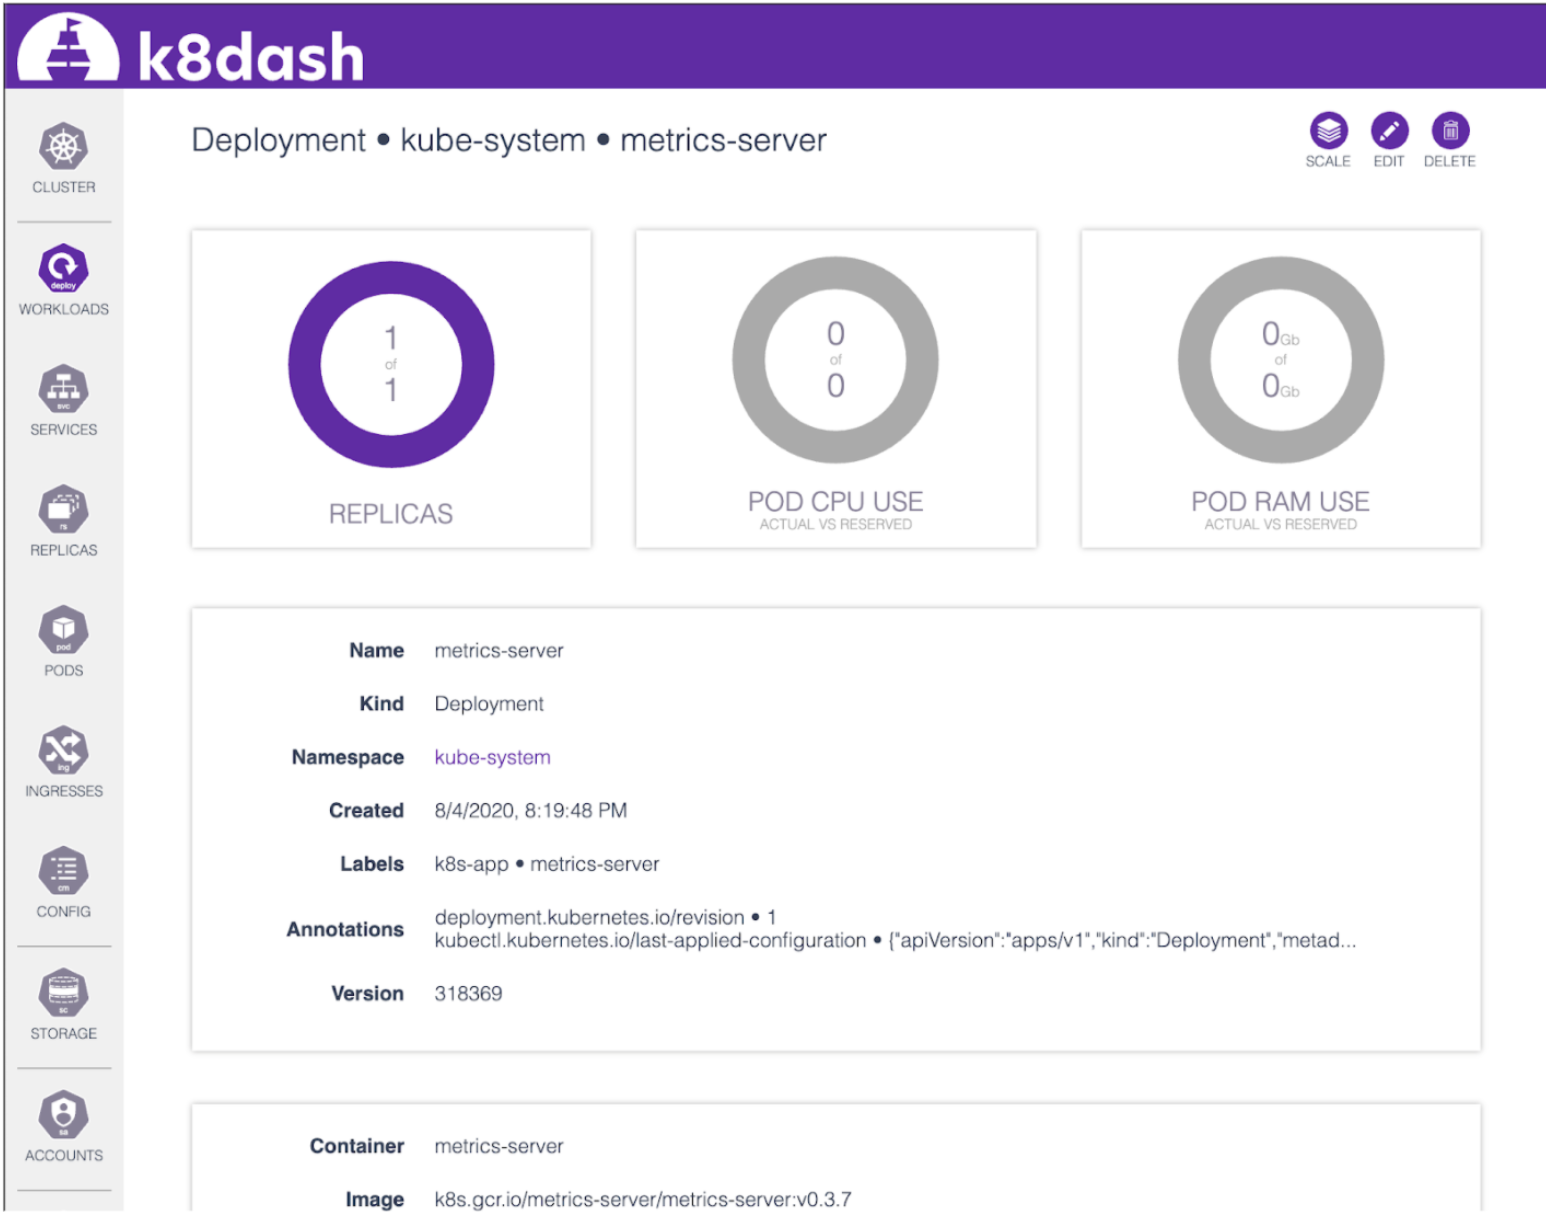 k8dash
Deployment • kube-system • metrics-server
SCALE
EDIT
DELETE
CLUSTER
deploy
WORKLOADS
svc
SERVICES
rs
REPLICAS
pod
PODS
ing
INGRESSES
cm
CONFIG
sc
STORAGE
sa
ACCOUNTS
1
of
1
REPLICAS
0
of
0
POD CPU USE
ACTUAL VS RESERVED
0Gb
of
0Gb
POD RAM USE
ACTUAL VS RESERVED
Name metrics-server
Kind Deployment
Namespace kube-system
Created 8/4/2020, 8:19:48 PM
Labels k8s-app • metrics-server
Annotations deployment.kubernetes.io/revision • 1
kubectl.kubernetes.io/last-applied-configuration • {"apiVersion":"apps/v1","kind":"Deployment","metad...
Version 318369
Container metrics-server
Image k8s.gcr.io/metrics-server/metrics-server:v0.3.7